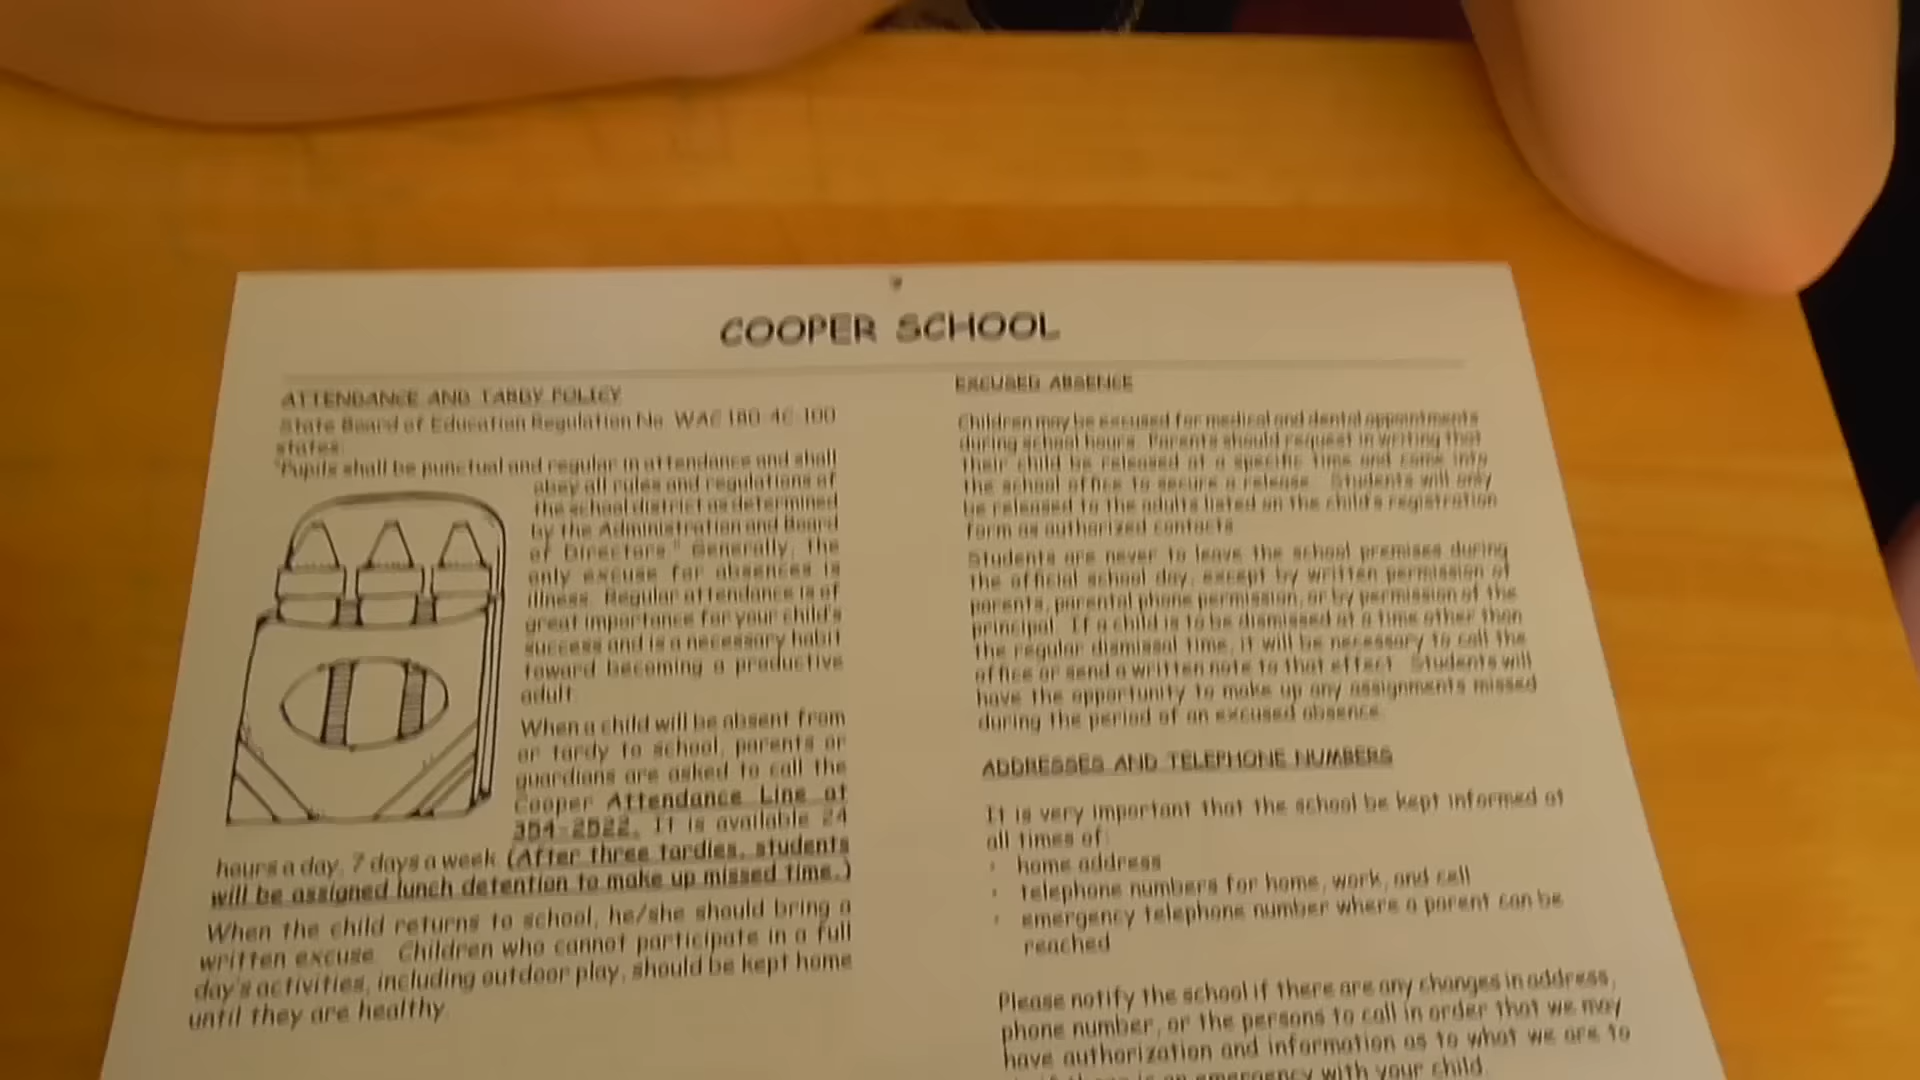 COOPER SCHOOL
ATTENDANCE AND TARDY POLICY
State Board of Education Regulation No. WAC 180-40-100
states:
"Pupils shall be punctual and regular in attendance and shall
obey all rules and regulations of
the school district as determined
by the Administration and Board
of Directors." Generally, the
only excuse for absences is
illness. Regular attendance is of
great importance for your child's
success and is a necessary habit
toward becoming a productive
adult.
When a child will be absent from
or tardy to school, parents or
guardians are asked to call the
Cooper Attendance Line at
354-2522. It is available 24
hours a day, 7 days a week. (After three tardies, students
will be assigned lunch detention to make up missed time.)
When the child returns to school, he/she should bring a
written excuse. Children who cannot participate in a full
day's activities, including outdoor play, should be kept home
until they are healthy.
EXCUSED ABSENCE
Children may be excused for medical and dental appointments
during school hours. Parents should request in writing that
their child be released at a specific time and come into
the school office to secure a release. Students will only
be released to the adults listed on the child's registration
form as authorized contacts.
Students are never to leave the school premises during
the official school day, except by written permission of
parents, parental phone permission, or by permission of the
principal. If a child is to be dismissed at a time other than
the regular dismissal time, it will be necessary to call the
office or send a written note to that effect. Students will
have the opportunity to make up any assignments missed
during the period of an excused absence.
ADDRESSES AND TELEPHONE NUMBERS
It is very important that the school be kept informed at
all times of:
• home address
• telephone numbers for home, work, and cell
• emergency telephone number where a parent can be
reached
Please notify the school if there are any changes in address,
phone number, or the persons to call in order that we may
have authorization and information as to what we are to
emergency with your child.